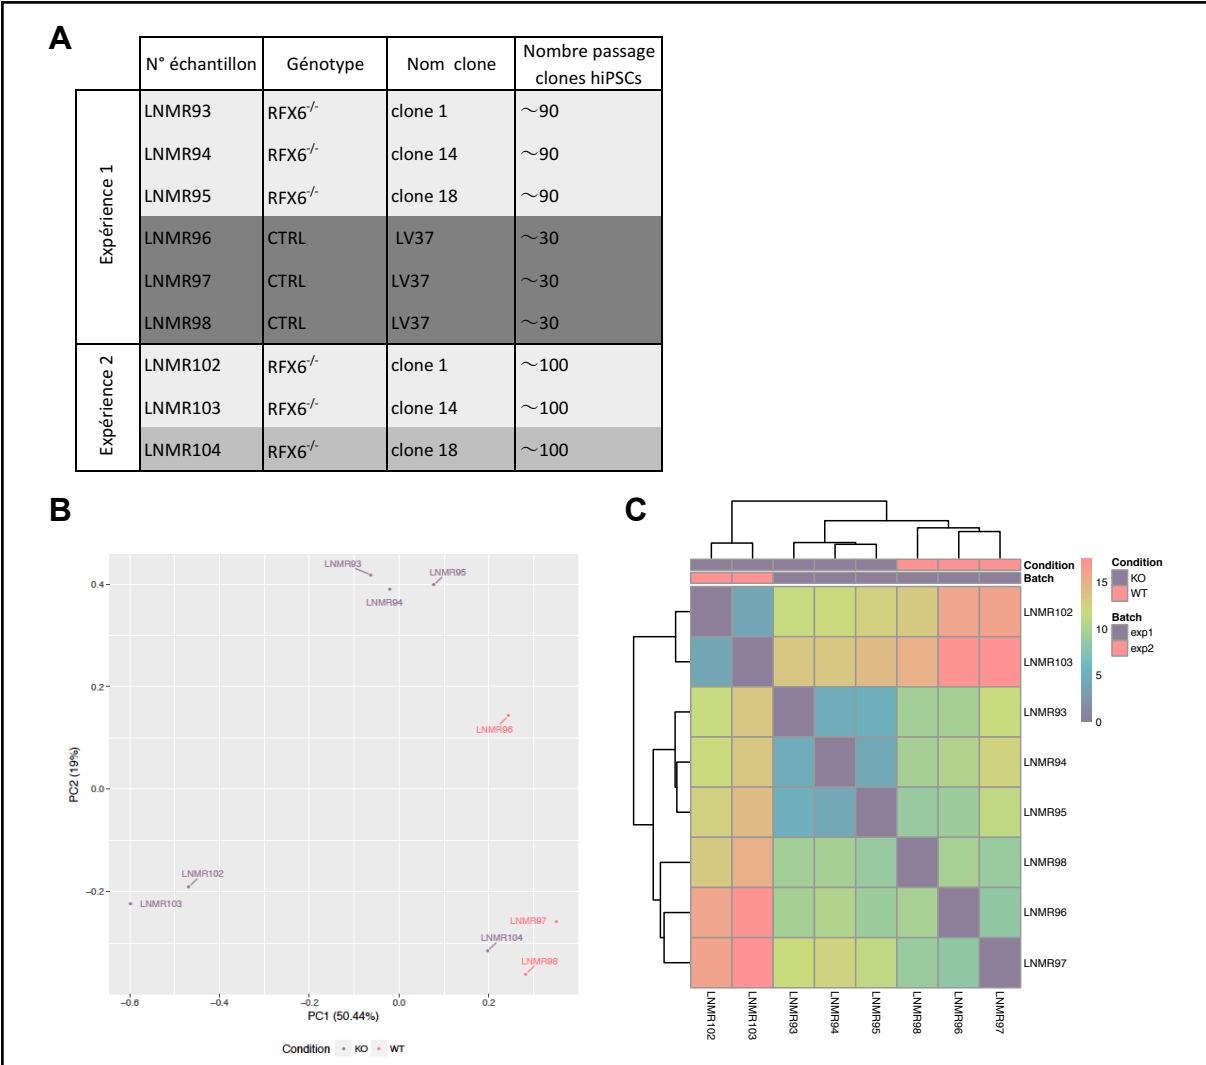 A
N° échantillon Génotype Nom clone Nombre passage
clones hiPSCs
Expérience 1
LNMR93 RFX6-/- clone 1 ~90
LNMR94 RFX6-/- clone 14 ~90
LNMR95 RFX6-/- clone 18 ~90
LNMR96 CTRL LV37 ~30
LNMR97 CTRL LV37 ~30
LNMR98 CTRL LV37 ~30
Expérience 2
LNMR102 RFX6-/- clone 1 ~100
LNMR103 RFX6-/- clone 14 ~100
LNMR104 RFX6-/- clone 18 ~100
B
LNMR93
LNMR95
LNMR94
LNMR96
LNMR102
LNMR103
LNMR97
LNMR104
LNMR98
0.4
0.2
0.0
−0.2
PC2 (19%)
−0.6 −0.4 −0.2 0.0 0.2
PC1 (50.44%)
Condition KO WT
C
Condition
Batch
15
10
5
0
Condition
KO
WT
Batch
exp1
exp2
LNMR102
LNMR103
LNMR93
LNMR94
LNMR95
LNMR98
LNMR96
LNMR97
LNMR102 LNMR103 LNMR93 LNMR94 LNMR95 LNMR98 LNMR96 LNMR97